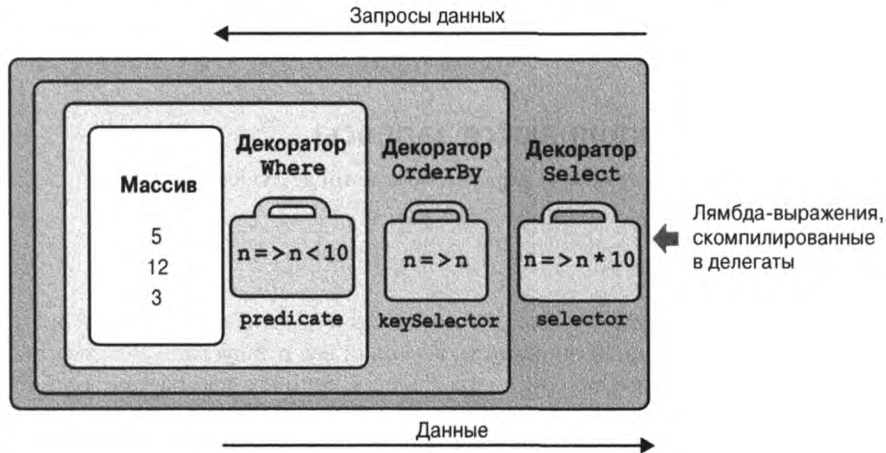 Запросы данных
Массив
5
12
3
Декоратор
Where
n=>n<10
predicate
Декоратор
OrderBy
n=>n
keySelector
Декоратор
Select
n=>n*10
selector
Лямбда-выражения,
скомпилированные
в делегаты
Данные